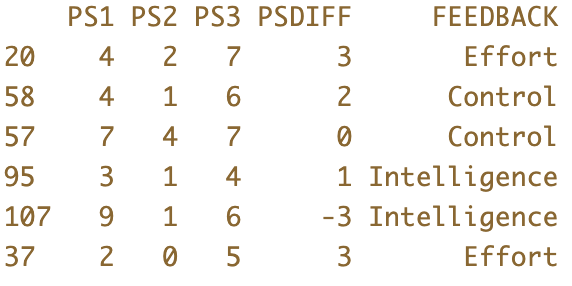 PS1 PS2 PS3 PSDIFF FEEDBACK
20 4 2 7 3 Effort
58 4 1 6 2 Control
57 7 4 7 0 Control
95 3 1 4 1 Intelligence
107 9 1 6 -3 Intelligence
37 2 0 5 3 Effort